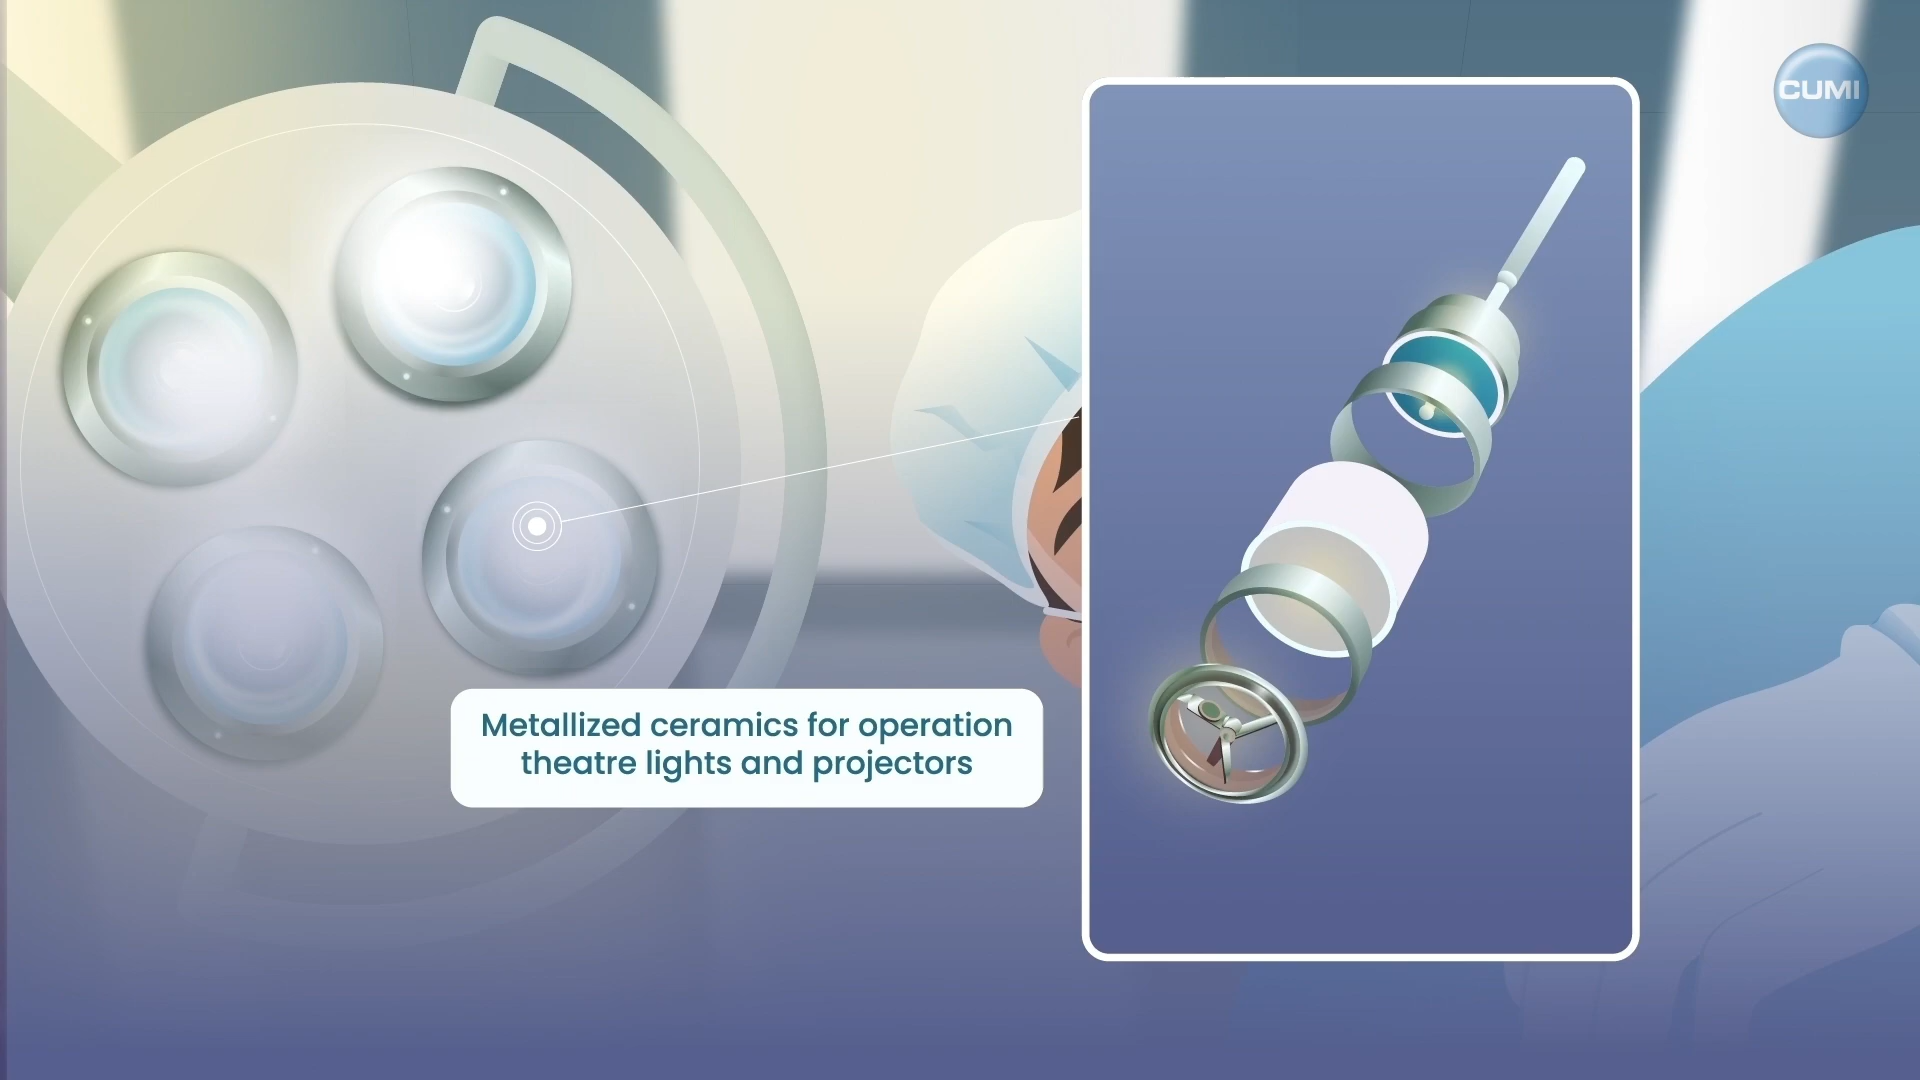 CUMI
Metallized ceramics for operation
theatre lights and projectors